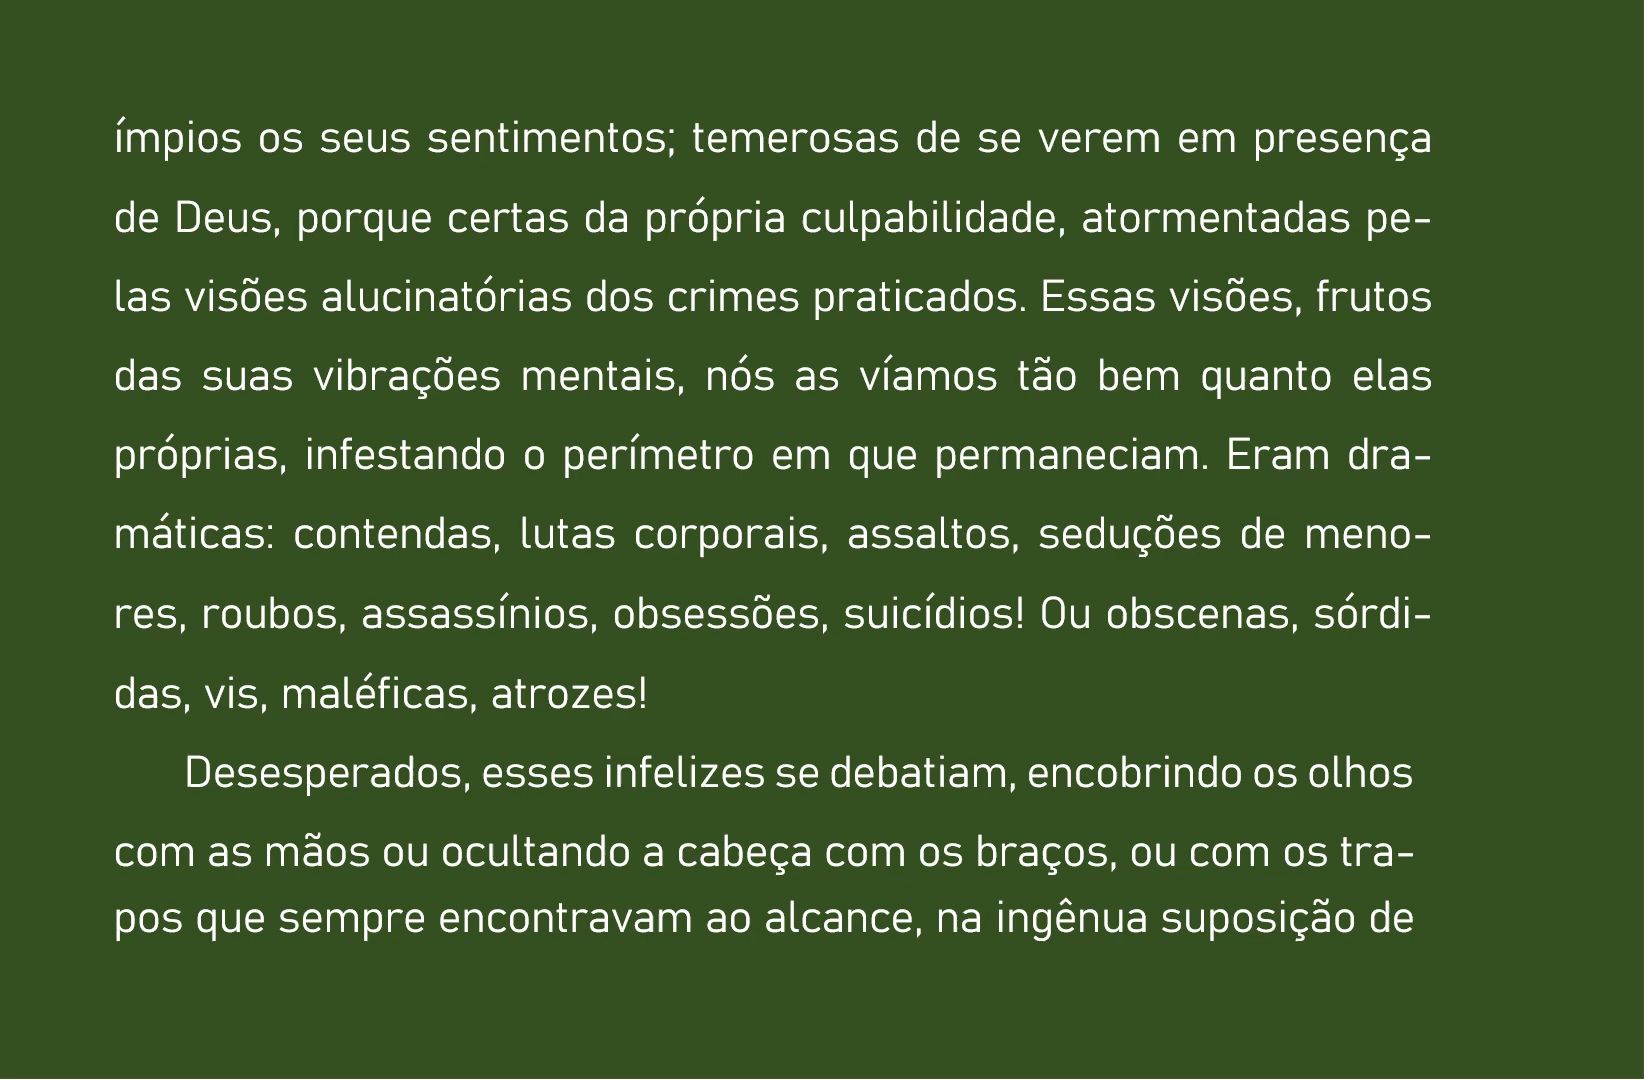 ímpios os seus sentimentos; temerosas de se verem em presença
de Deus, porque certas da própria culpabilidade, atormentadas pe-
las visões alucinatórias dos crimes praticados. Essas visões, frutos
das suas vibrações mentais, nós as víamos tão bem quanto elas
próprias, infestando o perímetro em que permaneciam. Eram dra-
máticas: contendas, lutas corporais, assaltos, seduções de meno-
res, roubos, assassínios, obsessões, suicídios! Ou obscenas, sórdi-
das, vis, maléficas, atrozes!
Desesperados, esses infelizes se debatiam, encobrindo os olhos
com as mãos ou ocultando a cabeça com os braços, ou com os tra-
pos que sempre encontravam ao alcance, na ingênua suposição de